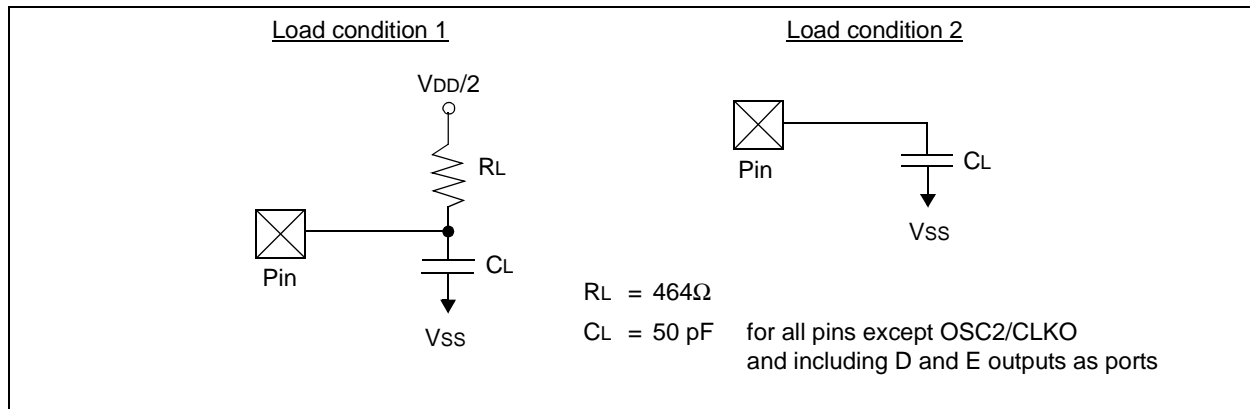 Load condition 1
VDD/2
RL
Pin
CL
VSS
Load condition 2
Pin
CL
VSS
RL = 464Ω
CL = 50 pF for all pins except OSC2/CLKO
and including D and E outputs as ports